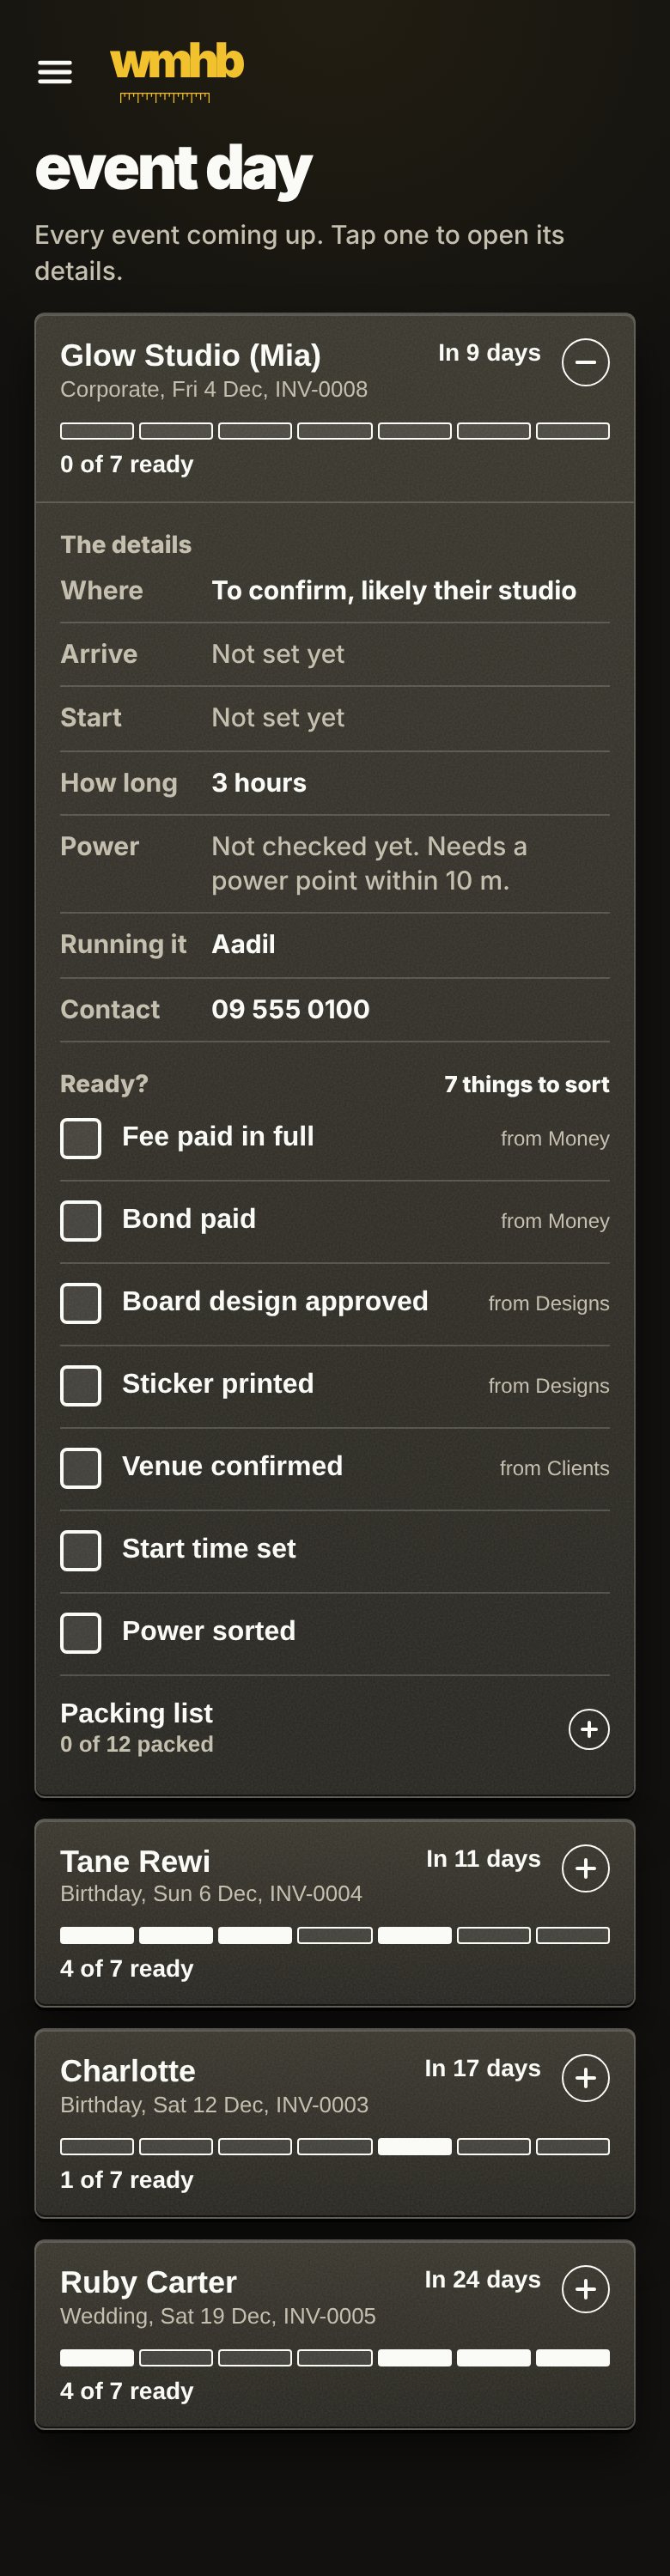 wmhb
event day
Every event coming up. Tap one to open its
details.
Glow Studio (Mia)
In 9 days
Corporate, Fri 4 Dec, INV-0008
0 of 7 ready
The details
Where To confirm, likely their studio
Arrive Not set yet
Start Not set yet
How long 3 hours
Power Not checked yet. Needs a
power point within 10 m.
Running it Aadil
Contact 09 555 0100
Ready? 7 things to sort
Fee paid in full from Money
Bond paid from Money
Board design approved from Designs
Sticker printed from Designs
Venue confirmed from Clients
Start time set
Power sorted
Packing list
0 of 12 packed
Tane Rewi In 11 days
Birthday, Sun 6 Dec, INV-0004
4 of 7 ready
Charlotte In 17 days
Birthday, Sat 12 Dec, INV-0003
1 of 7 ready
Ruby Carter In 24 days
Wedding, Sat 19 Dec, INV-0005
4 of 7 ready